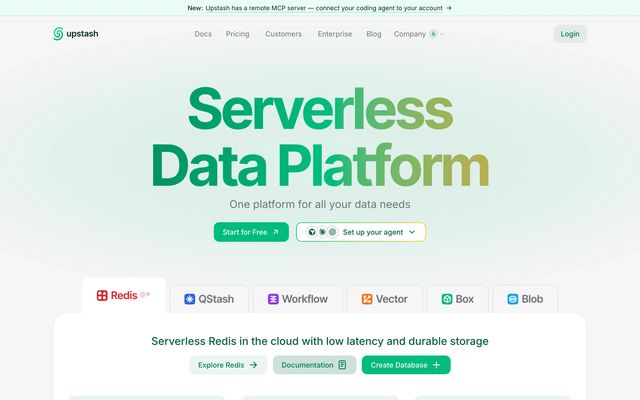 New: Upstash has a remote MCP server — connect your coding agent to your account →
upstash
Docs Pricing Customers Enterprise Blog Company 4
Login
Serverless
Data Platform
One platform for all your data needs
Start for Free
Set up your agent
Redis
QStash
Workflow
Vector
Box
Blob
Serverless Redis in the cloud with low latency and durable storage
Explore Redis
Documentation
Create Database